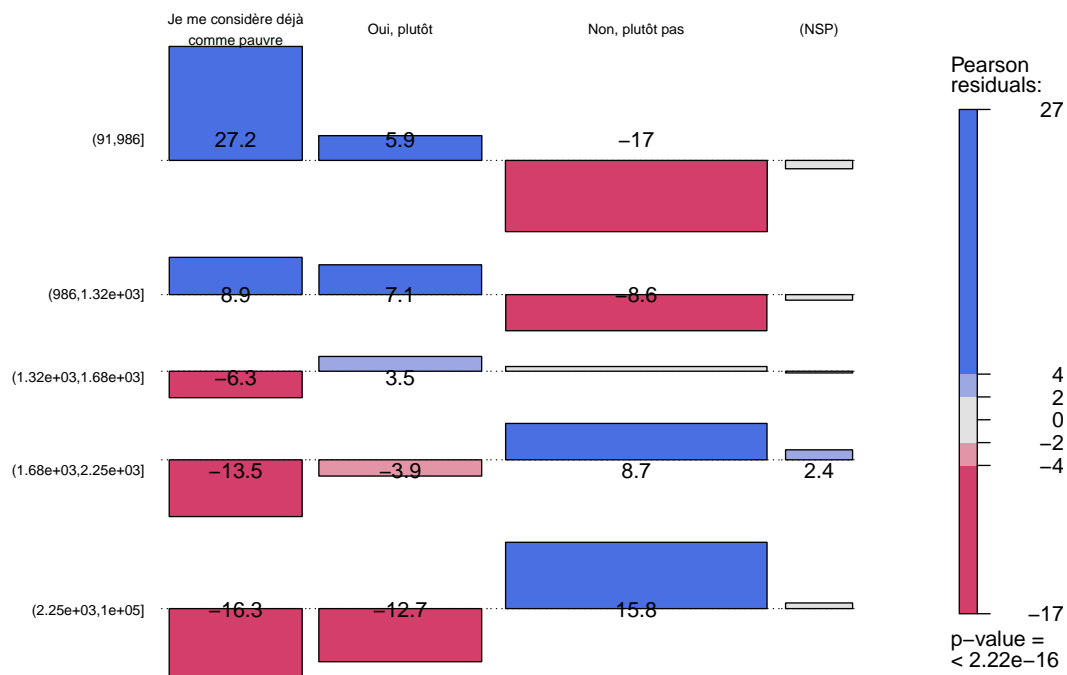 Je me considère déjà
comme pauvre
Oui, plutôt
Non, plutôt pas
(NSP)
Pearson
residuals:
(91,986]
27.2
5.9
−17
(986,1.32e+03]
8.9
7.1
−8.6
(1.32e+03,1.68e+03]
−6.3
3.5
(1.68e+03,2.25e+03]
−13.5
−3.9
8.7
2.4
(2.25e+03,1e+05]
−16.3
−12.7
15.8
27
4
2
0
−2
−4
−17
p−value =
< 2.22e−16